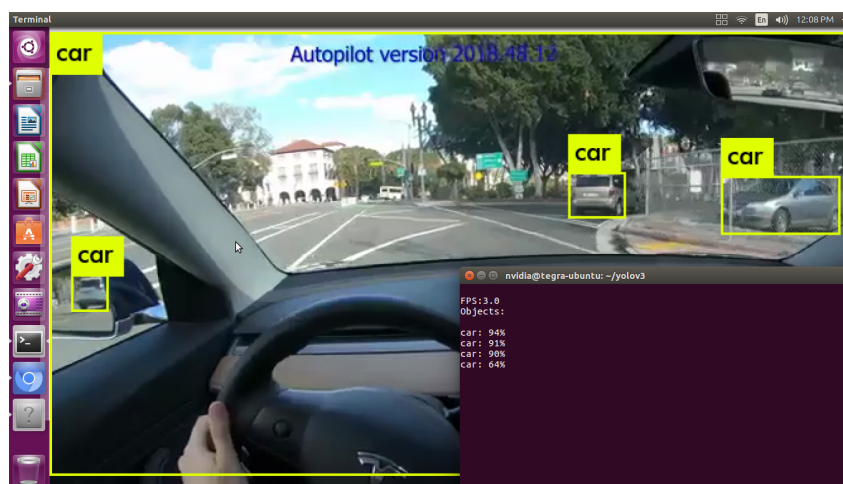 Terminal
En
12:08 PM
car
Autopilot version 2018.48.12
car
car
car
nvidia@tegra-ubuntu: ~/yolov3
FPS:3.0
Objects:
car: 94%
car: 91%
car: 90%
car: 64%